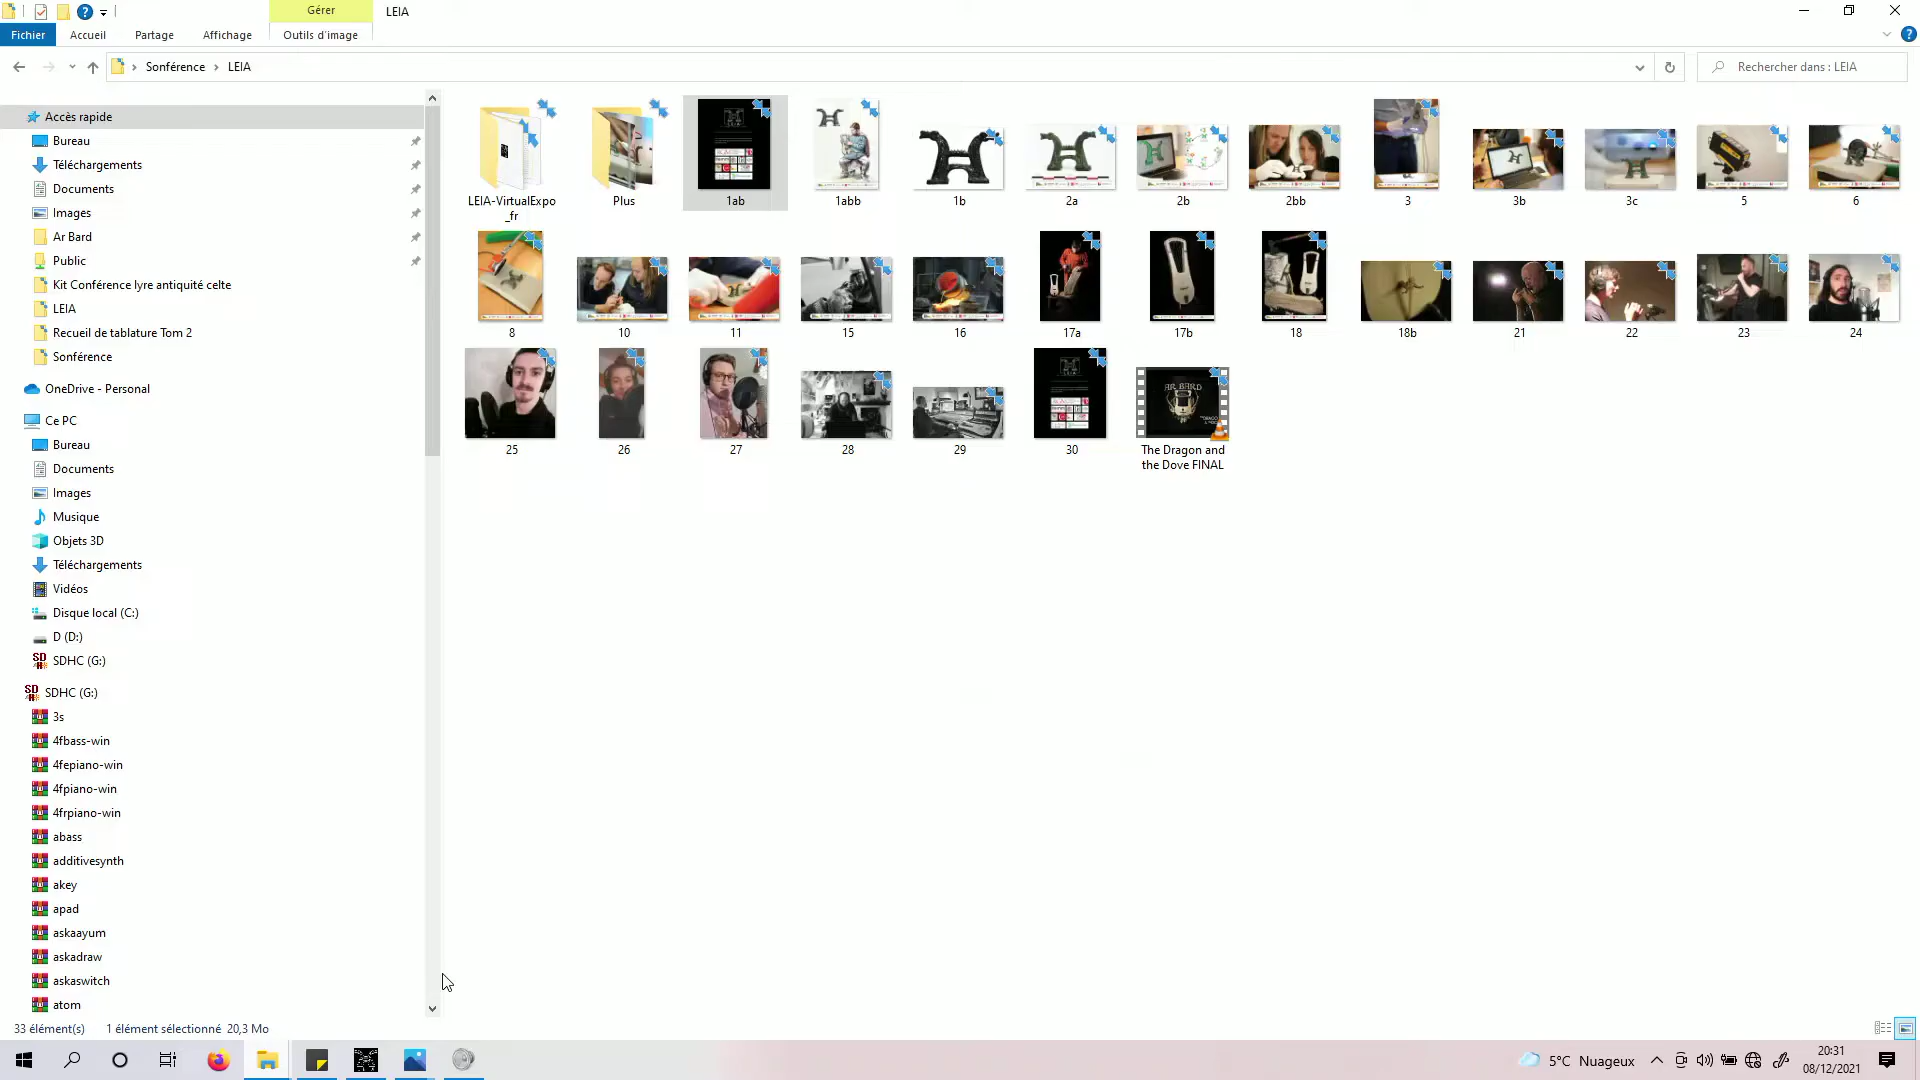 Gérer
LEIA
Fichier
Accueil
Partage
Affichage
Outils d'image
Sonférence
LEIA
Rechercher dans : LEIA
Accès rapide
Bureau
Téléchargements
Documents
Images
Ar Bard
Public
Kit Conférence lyre antiquité celte
LEIA
Recueil de tablature Tom 2
Sonférence
OneDrive - Personal
Ce PC
Bureau
Documents
Images
Musique
Objets 3D
Téléchargements
Vidéos
Disque local (C:)
D (D:)
SDHC (G:)
SDHC (G:)
3s
4fbass-win
4fepiano-win
4fpiano-win
4frpiano-win
abass
additivesynth
akey
apad
askaayum
askadraw
askaswitch
atom
LEIA-VirtualExpo
_fr
Plus
1ab
1abb
1b
2a
2b
2bb
3
3b
3c
5
6
8
10
11
15
16
17a
17b
18
18b
21
22
23
24
25
26
27
28
29
30
AR BARD
The Dragon and
the Dove FINAL
33 élément(s)
1 élément sélectionné 20,3 Mo
5°C Nuageux
20:31
08/12/2021